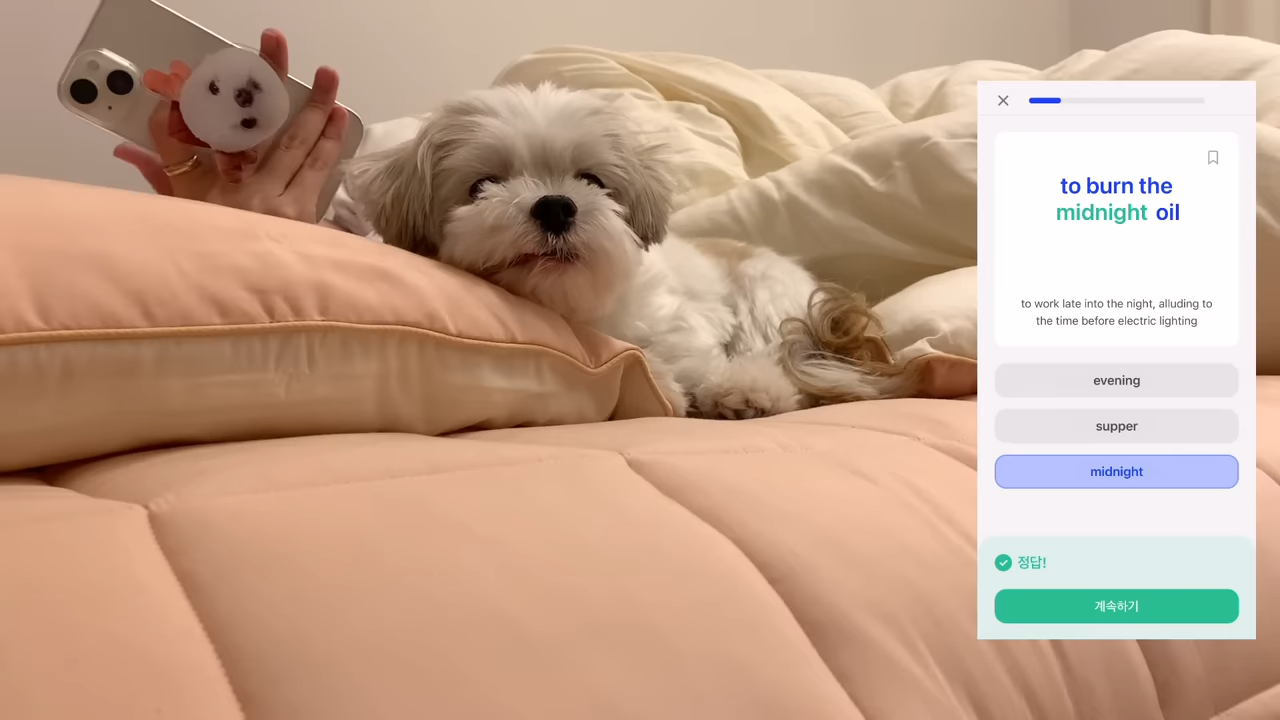 to burn the
midnight oil
to work late into the night, alluding to
the time before electric lighting
evening
supper
midnight
정답!
계속하기